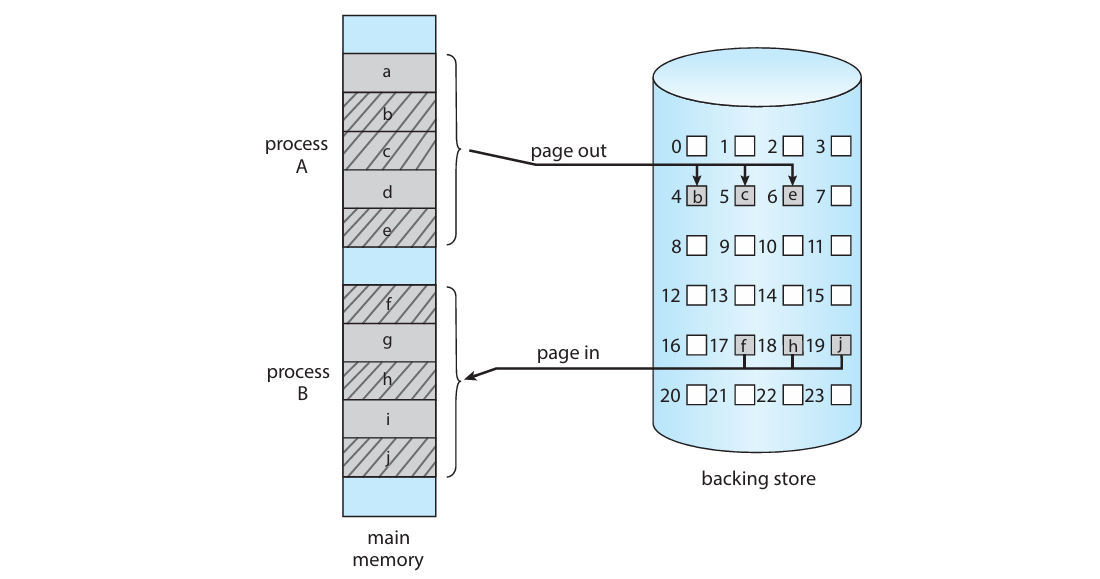 a
b
c
d
e
process
A
f
g
h
i
j
process
B
main
memory
page out
page in
0 1 2 3
4 b 5 c 6 e 7
8 9 10 11
12 13 14 15
16 17 f 18 h 19 j
20 21 22 23
backing store